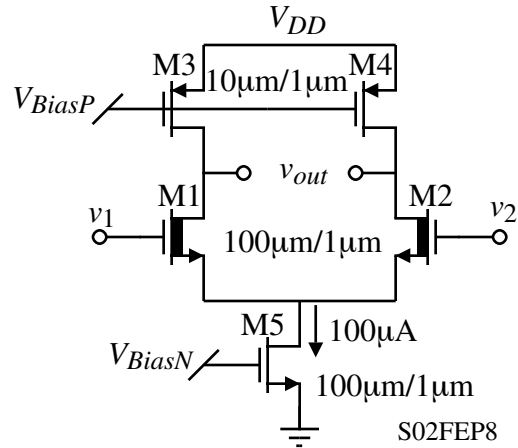 V_DD
M3
M4
10μm/1μm
V_BiasP
v_out
M1
M2
v_1
v_2
100μm/1μm
M5
100μA
V_BiasN
100μm/1μm
S02FEP8